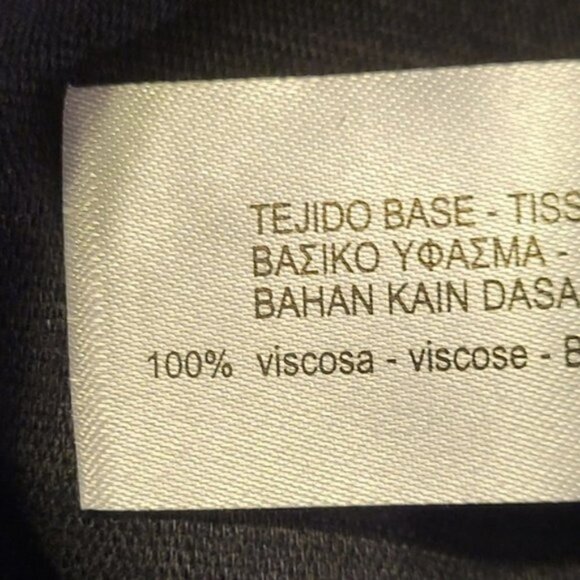 TEJIDO BASE - TISS
ΒΑΣΙΚΟ ΥΦΑΣΜΑ -
BAHAN KAIN DASA
100% viscosa - viscose - B